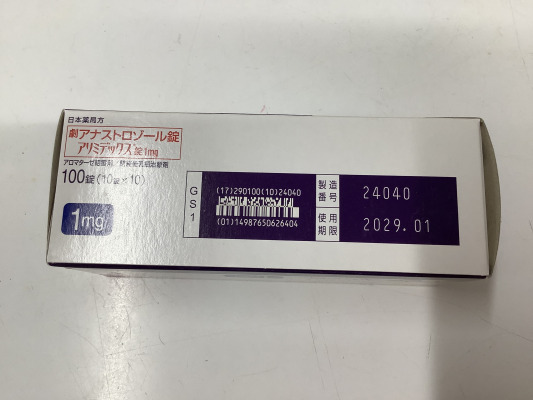 日本薬局方
劇 アナストロゾール錠
アリミデックス錠1mg
アロマターゼ阻害剤/閉経後乳癌治療剤
100錠(10錠×10)
1mg
GS1
(17)290100(10)24040
(01)14987650626404
製造番号 24040
使用期限 2029.01